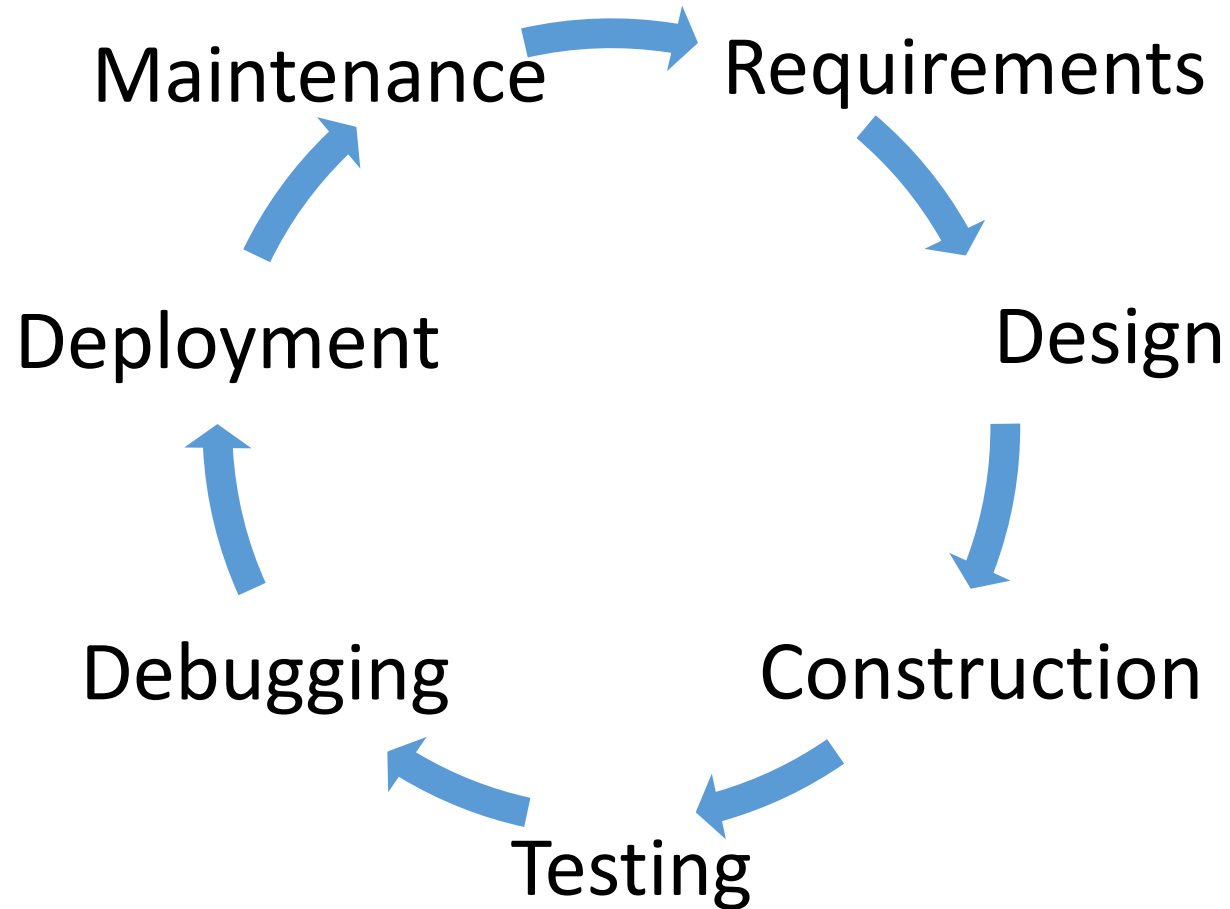 Maintenance
Requirements
Deployment
Design
Debugging
Construction
Testing